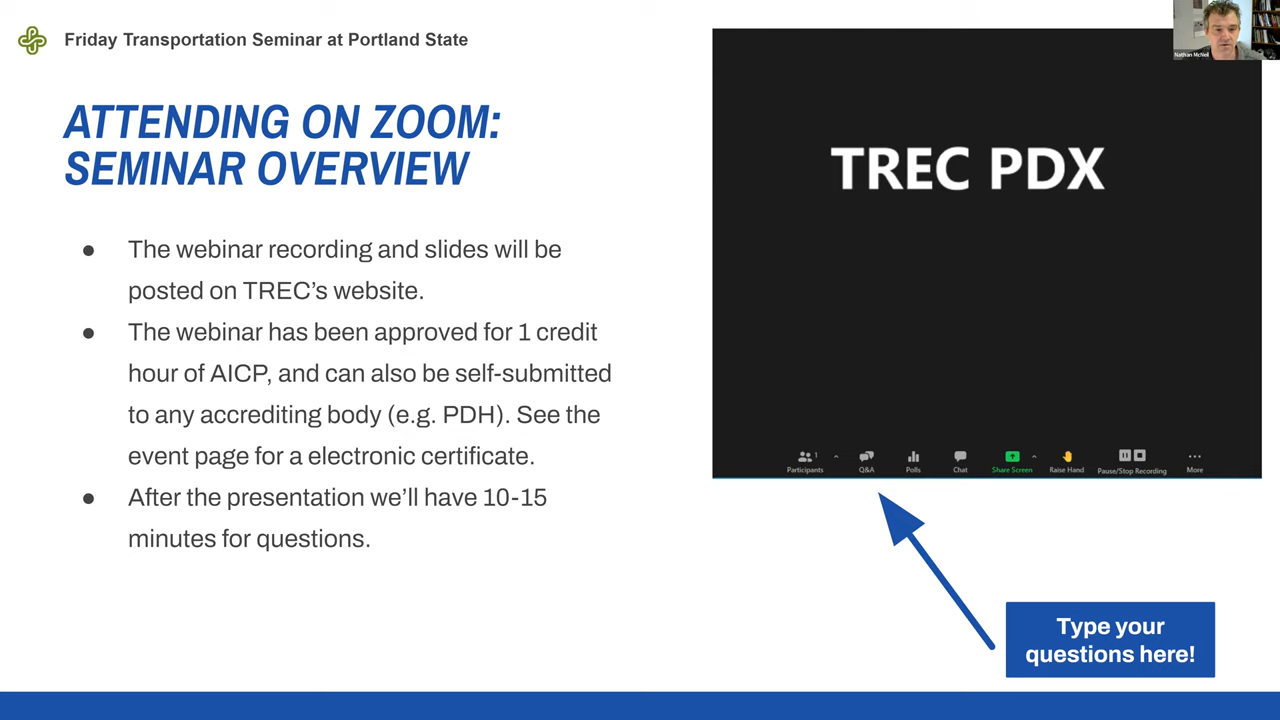 Friday Transportation Seminar at Portland State
ATTENDING ON ZOOM:
SEMINAR OVERVIEW
● The webinar recording and slides will be
posted on TREC’s website.
● The webinar has been approved for 1 credit
hour of AICP, and can also be self-submitted
to any accrediting body (e.g. PDH). See the
event page for a electronic certificate.
● After the presentation we’ll have 10-15
minutes for questions.
Nathan McNeil
TREC PDX
1
Participants Q&A Polls Chat Share Screen Raise Hand Pause/Stop Recording More
Type your
questions here!